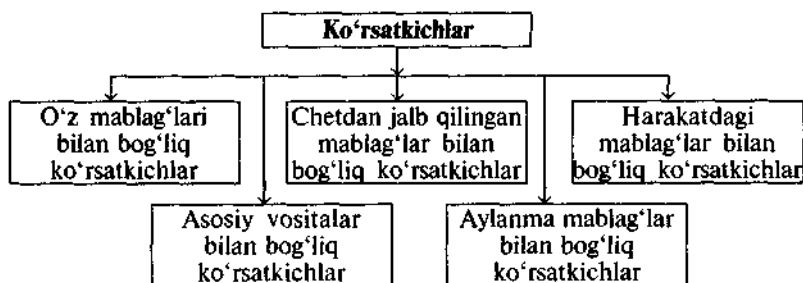 Ko‘rsatkichlar
O‘z mablag‘lari
bilan bog‘liq
ko‘rsatkichlar
Chetdan jalb qilingan
mablag‘lar bilan
bog‘liq ko‘rsatkichlar
Harakatdagi
mablag‘lar bilan
bog‘liq ko‘rsatkichlar
Asosiy vositalar
bilan bog‘liq
ko‘rsatkichlar
Aylanma mablag‘lar
bilan bog‘liq
ko‘rsatkichlar